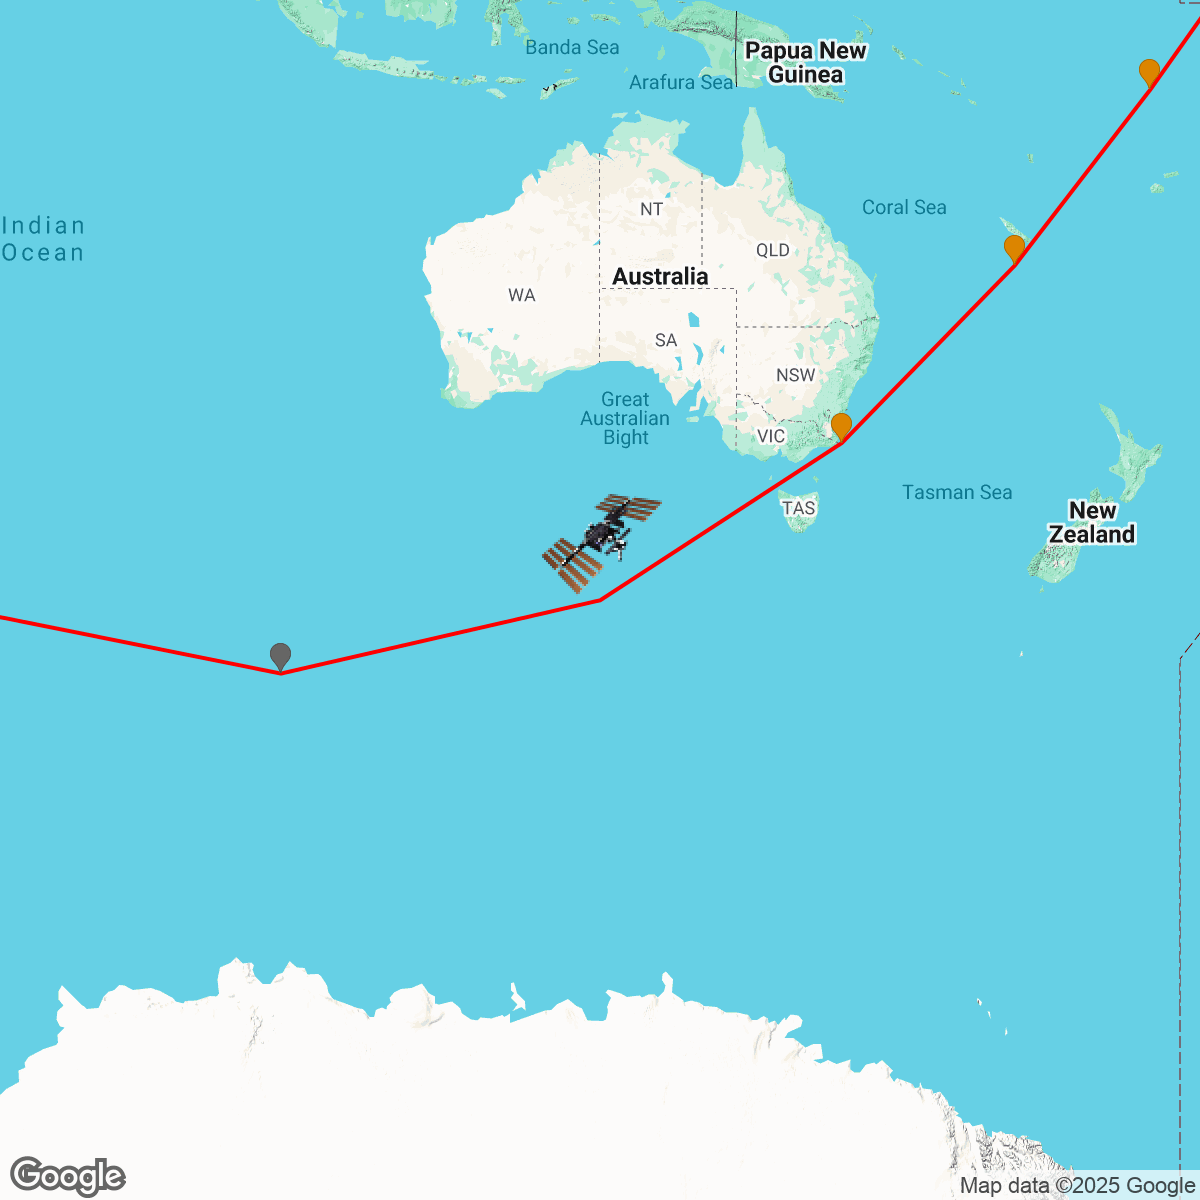 Banda Sea
Papua New
Guinea
Arafura Sea
Indian
Ocean
NT
Coral Sea
QLD
Australia
WA
SA
NSW
Great
Australian
Bight
VIC
TAS
Tasman Sea
New
Zealand
Google
Map data ©2025 Google